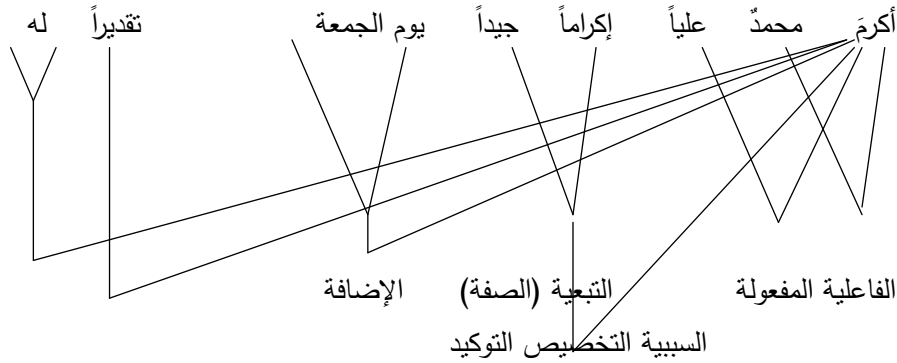 أكرمَ محمدٌ علياً إكراماً جيداً يوم الجمعة تقديراً له
الفاعلية المفعولة التبعية (الصفة) الإضافة
السببية التخصيص التوكيد